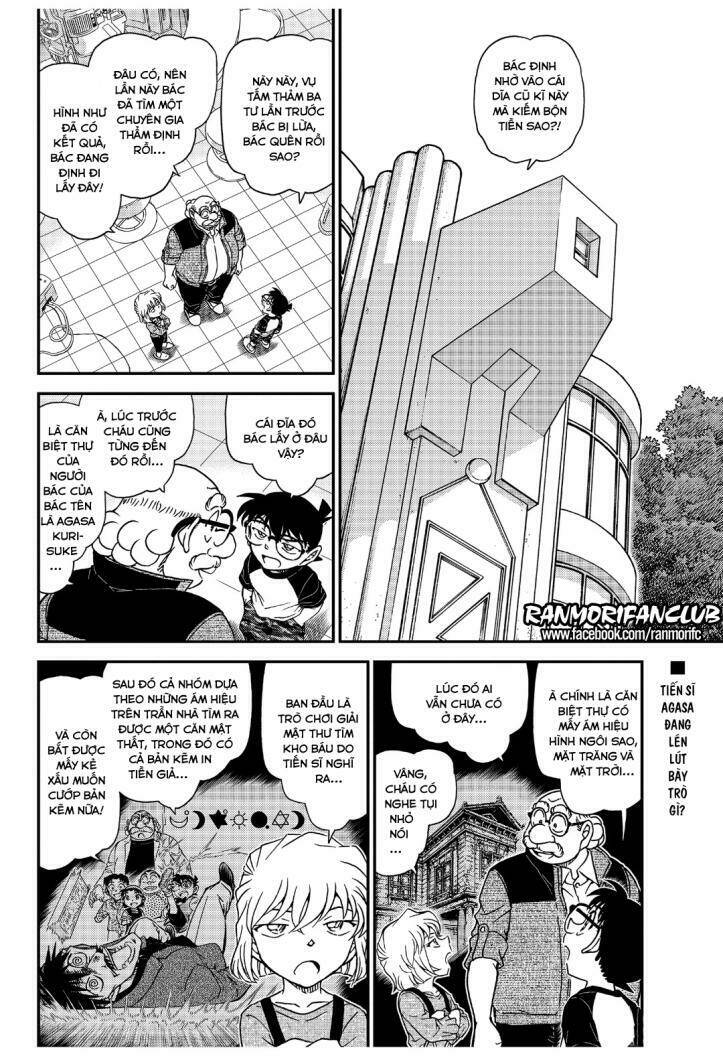 BÁC ĐỊNH
NHỜ VÀO CÁI
DĨA CŨ KĨ NÀY
MÀ KIẾM BỘN
TIỀN SAO?!
NÀY NÀY, VỤ
TẤM THẢM BA
TƯ LẦN TRƯỚC
BÁC BỊ LỪA,
BÁC QUÊN RỒI
SAO?
ĐÂU CÓ, NÊN
LẦN NÀY BÁC
ĐÃ TÌM MỘT
CHUYÊN GIA
THẨM ĐỊNH
RỒI...
HÌNH NHƯ
ĐÃ CÓ
KẾT QUẢ,
BÁC ĐANG
ĐỊNH ĐI
LẤY ĐÂY!
CÁI ĐĨA ĐÓ
BÁC LẤY Ở ĐÂU
VẬY?
À, LÚC TRƯỚC
CHÁU CŨNG
TỪNG ĐẾN
ĐÓ RỒI...
LÀ CĂN
BIỆT THỰ
CỦA
NGƯỜI
BÁC CỦA
BÁC TÊN
LÀ AGASA
KURI-
SUKE
...
RANMORIFANCLUB
www.facebook.com/ranmorifc
TIẾN SĨ
AGASA
ĐANG
LÉN
LÚT
BÀY
TRÒ
GÌ?
À CHÍNH LÀ CĂN
BIỆT THỰ CÓ
MẤY ÁM HIỆU
HÌNH NGÔI SAO,
MẶT TRĂNG VÀ
MẶT TRỜI...
LÚC ĐÓ AI
VẪN CHƯA CÓ
Ở ĐÂY...
VÂNG,
CHÁU CÓ
NGHE TỤI
NHỎ
NÓI
...
BAN ĐẦU LÀ
TRÒ CHƠI GIẢI
MẬT THƯ TÌM
KHO BÁU DO
TIẾN SĨ NGHĨ
RA...
SAU ĐÓ CẢ NHÓM DỰA
THEO NHỮNG ÁM HIỆU
TRÊN TRẦN NHÀ TÌM RA
ĐƯỢC MỘT CĂN MẬT
THẤT, TRONG ĐÓ CÓ
CẢ BẢN KẼM IN
TIỀN GIẢ...
VÀ CÒN
BẮT ĐƯỢC
MẤY KẺ
XẤU MUỐN
CƯỚP BẢN
KẼM NỮA!